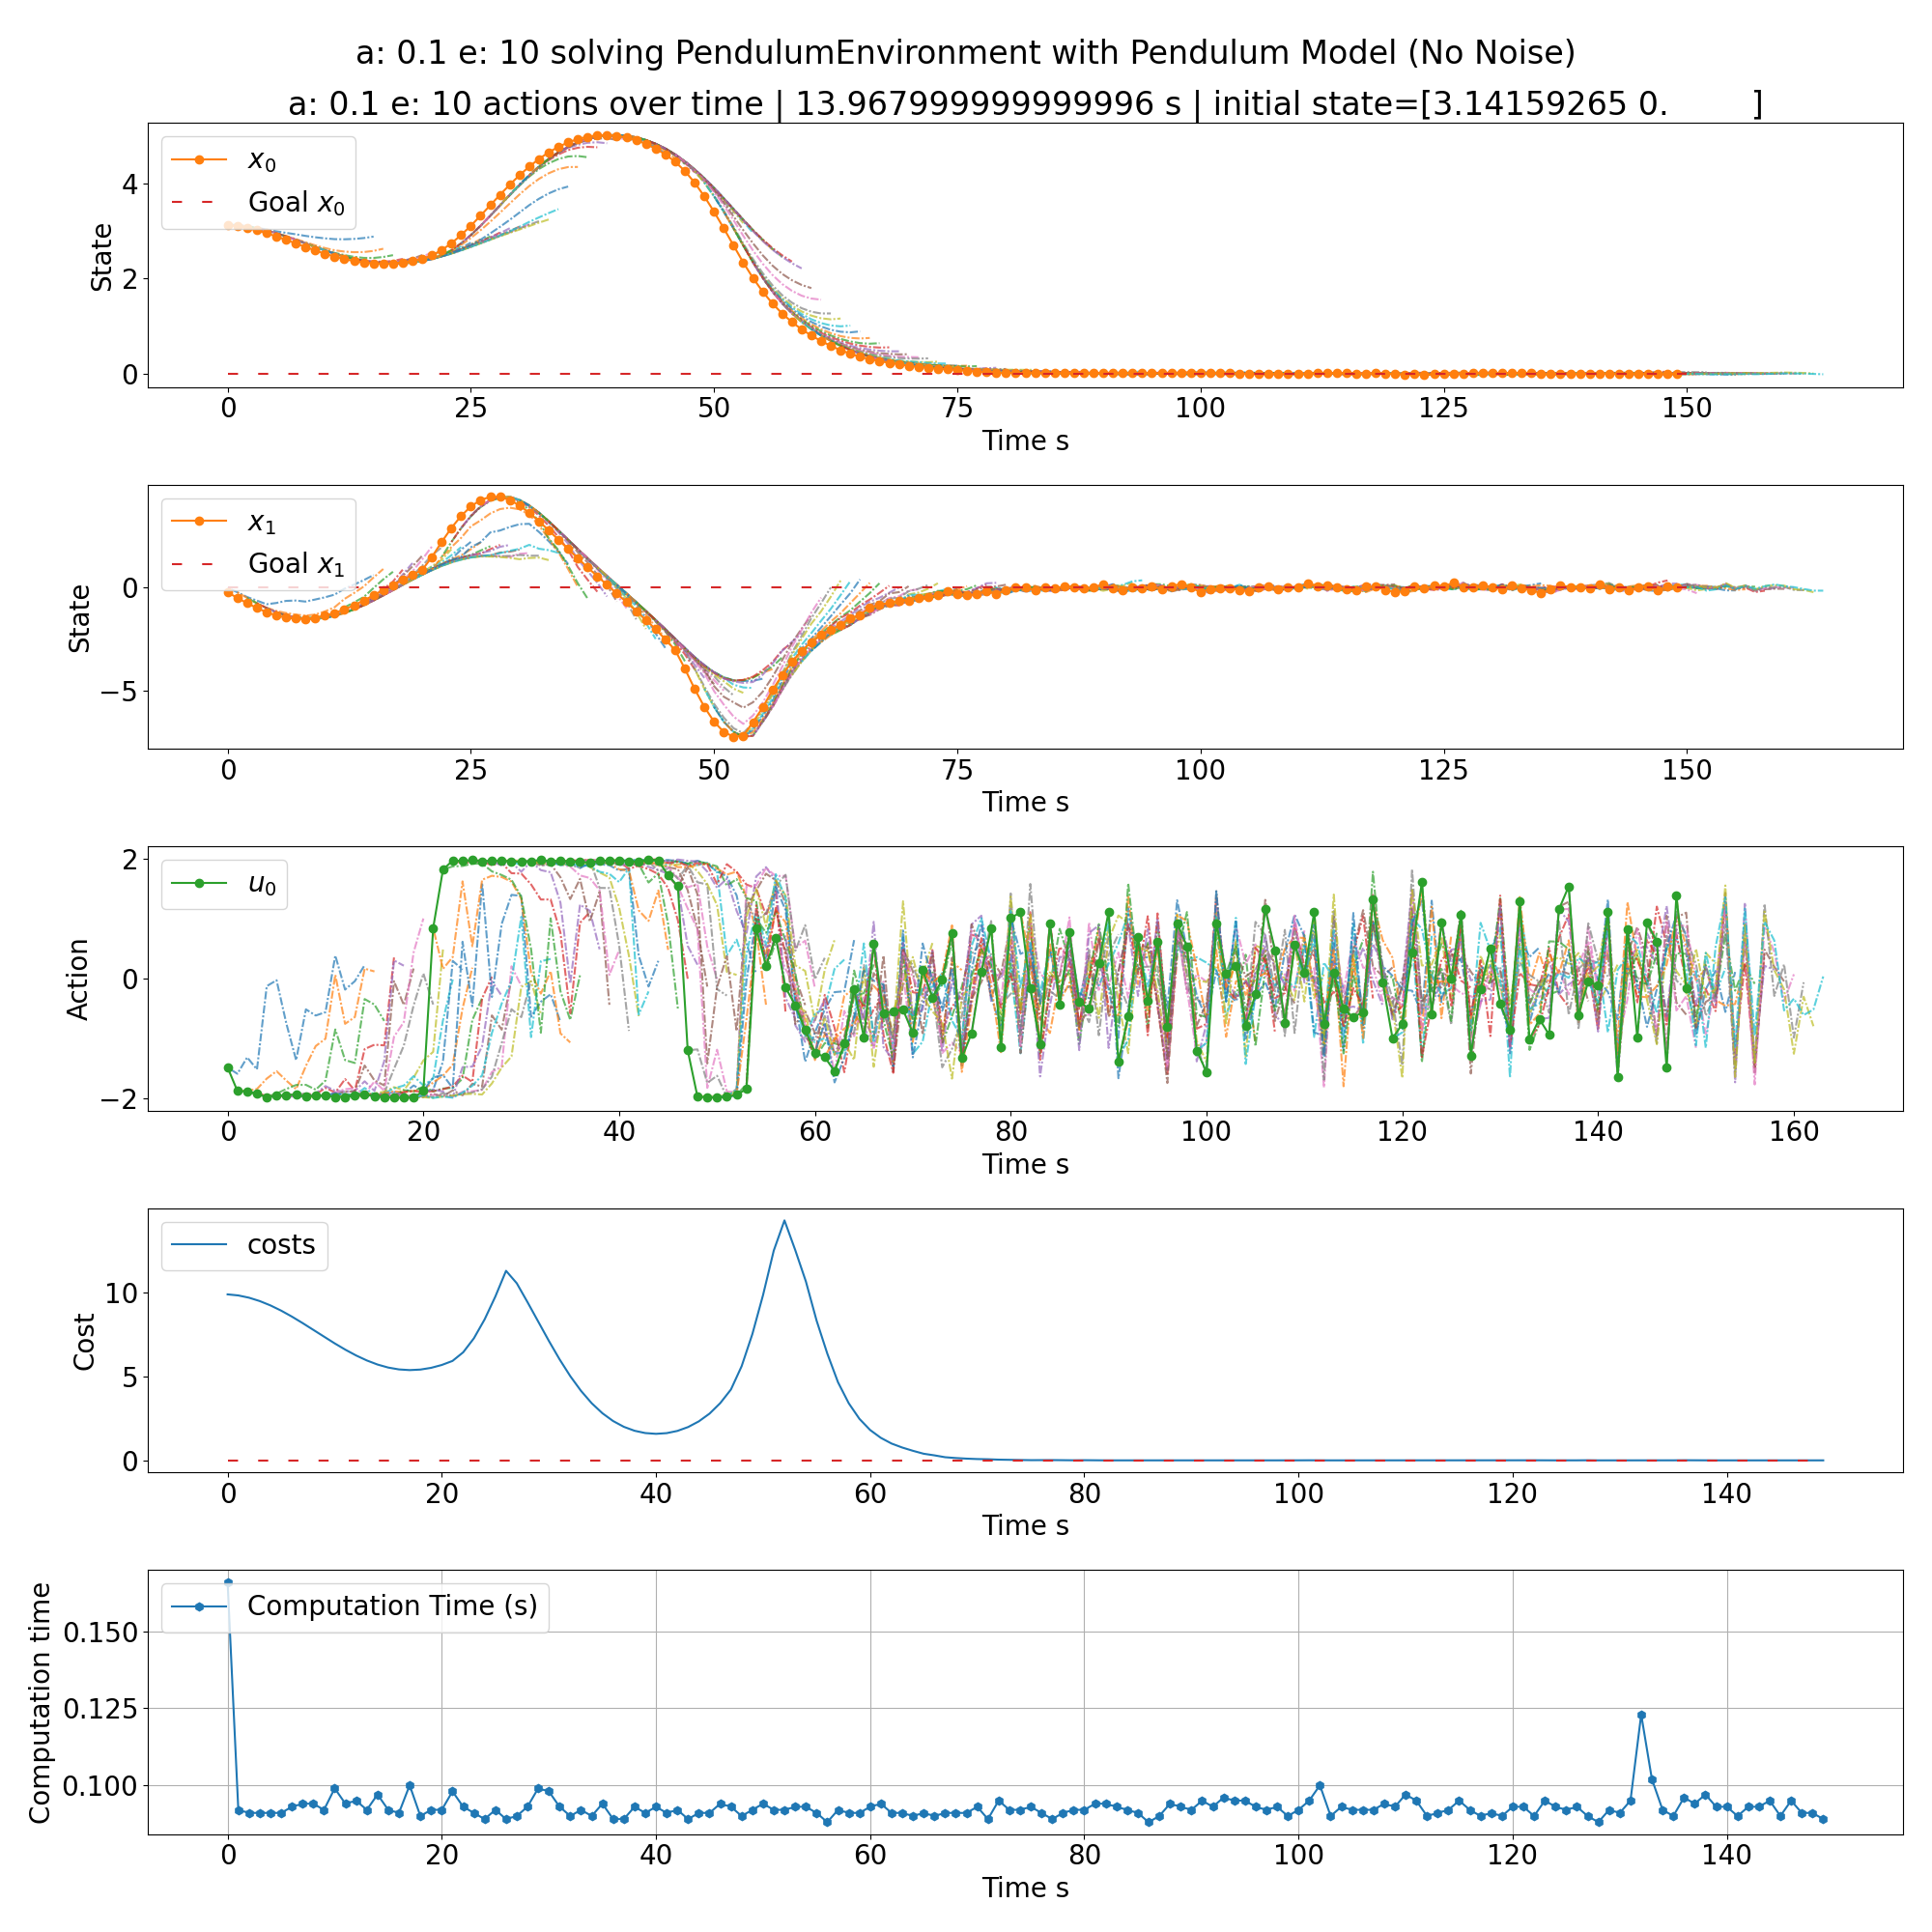 a: 0.1 e: 10 solving PendulumEnvironment with Pendulum Model (No Noise)
a: 0.1 e: 10 actions over time | 13.967999999999996 s | initial state=[3.14159265 0.        ]
x₀
Goal x₀
State
4
2
0
0 25 50 75 100 125 150
Time s
x₁
Goal x₁
State
0
−5
0 25 50 75 100 125 150
Time s
u₀
Action
2
0
−2
0 20 40 60 80 100 120 140 160
Time s
costs
Cost
10
5
0
0 20 40 60 80 100 120 140
Time s
Computation Time (s)
Computation time
0.150
0.125
0.100
0 20 40 60 80 100 120 140
Time s